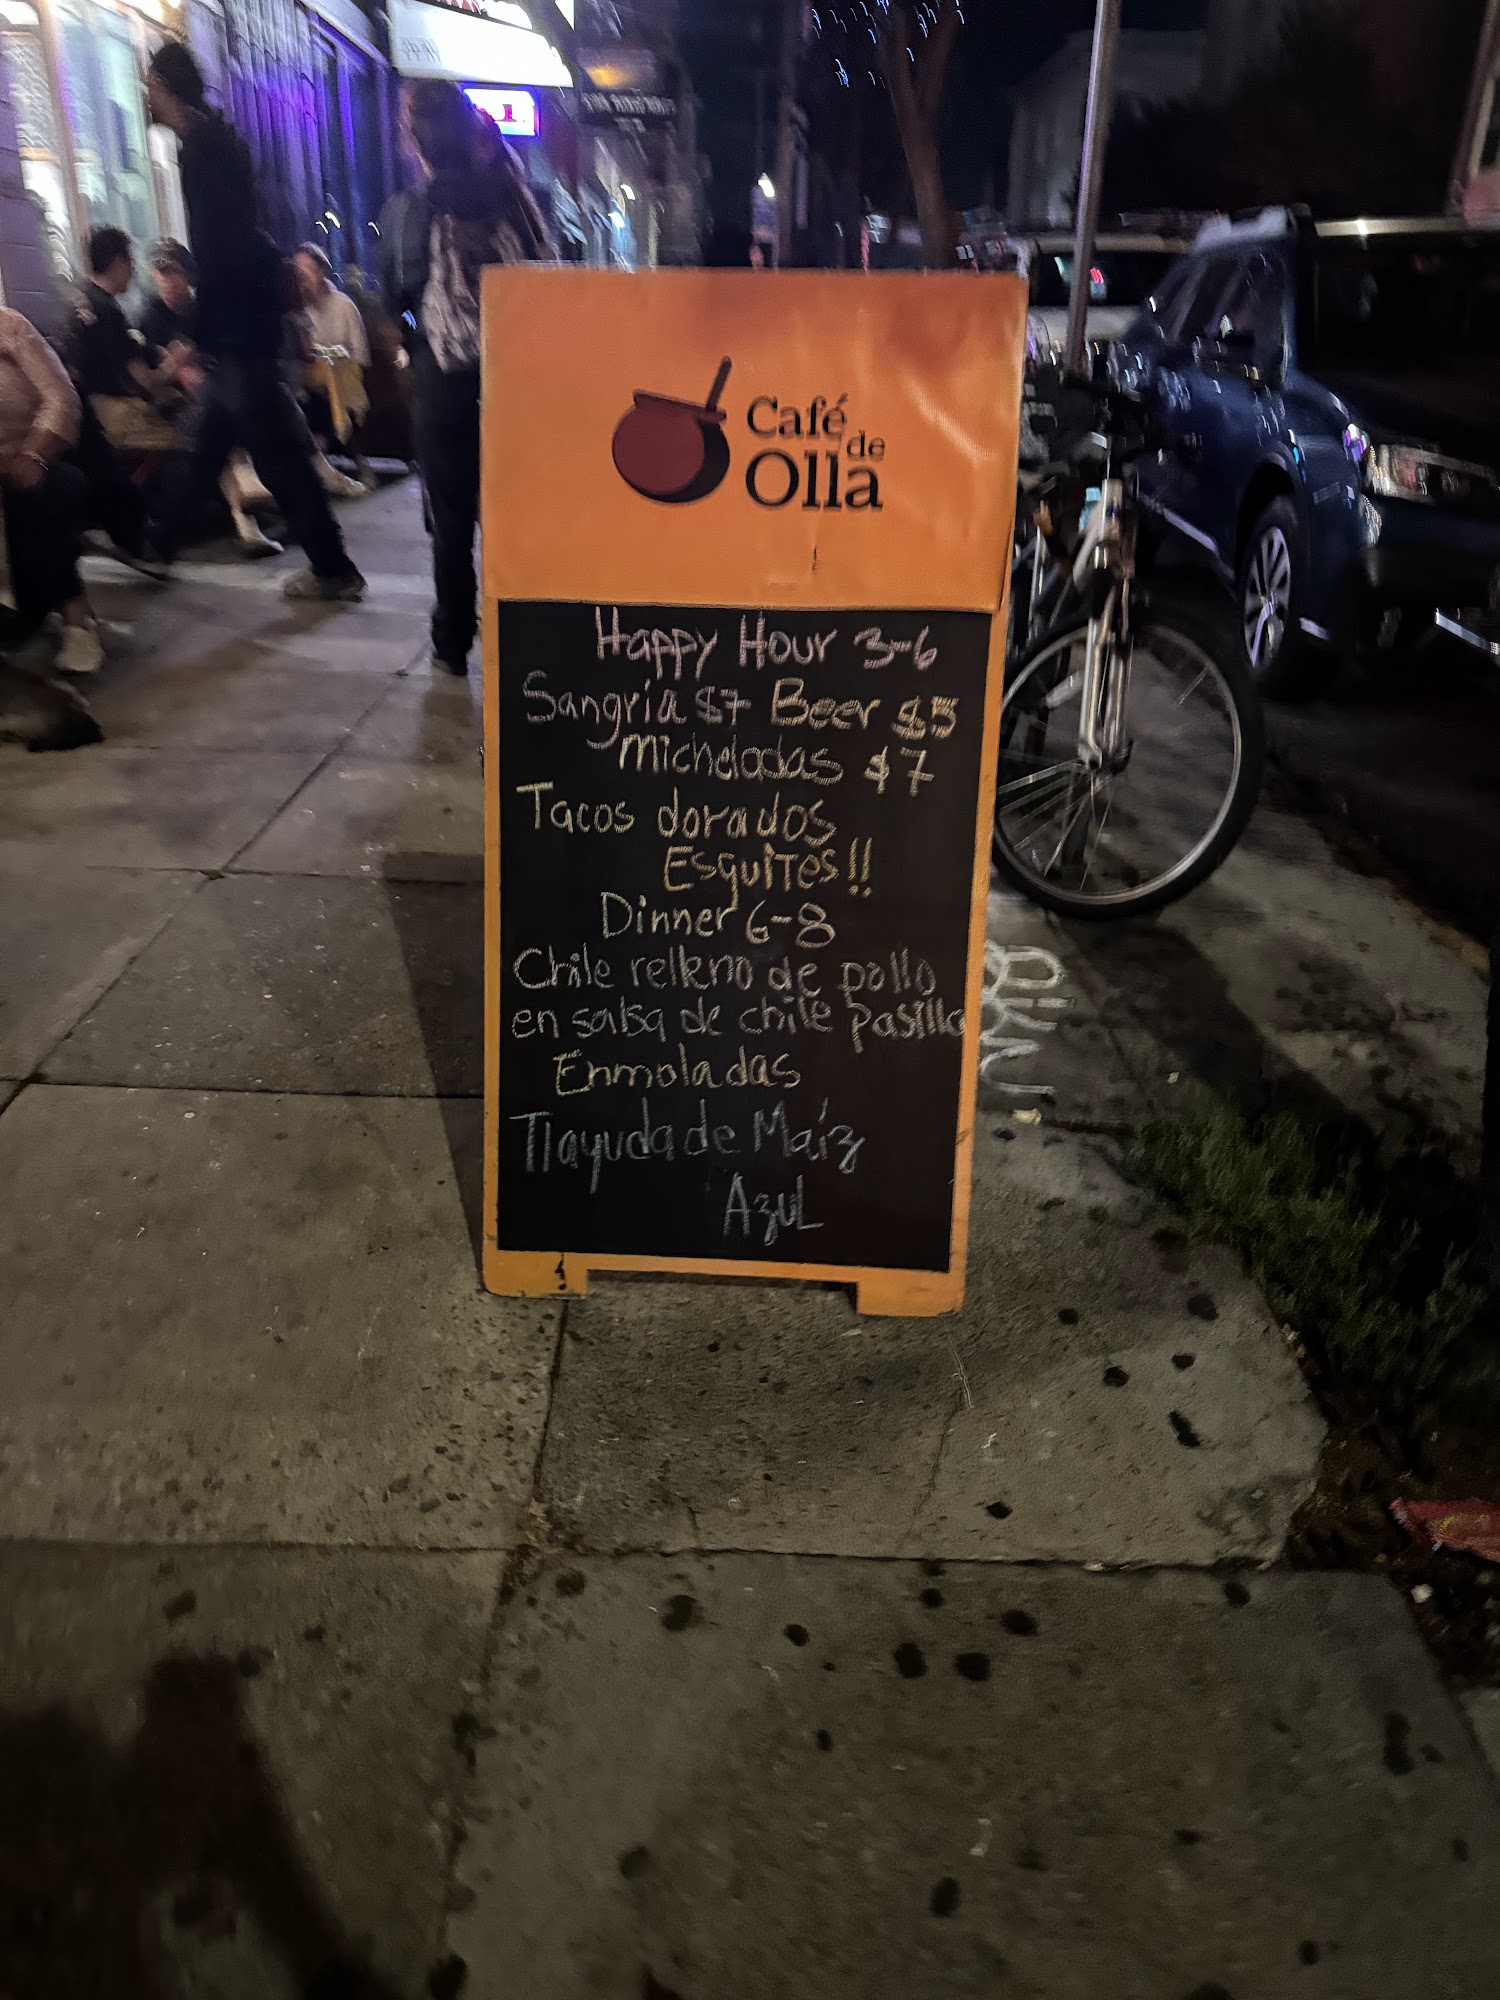 Café
de
Olla
Happy Hour 3-6
Sangria $7 Beer $5
Micheladas $7
Tacos dorados
Esquites!!
Dinner 6-8
Chile relleno de pollo
en salsa de chile pasilla
Enmoladas
Tlayuda de Maíz
Azul